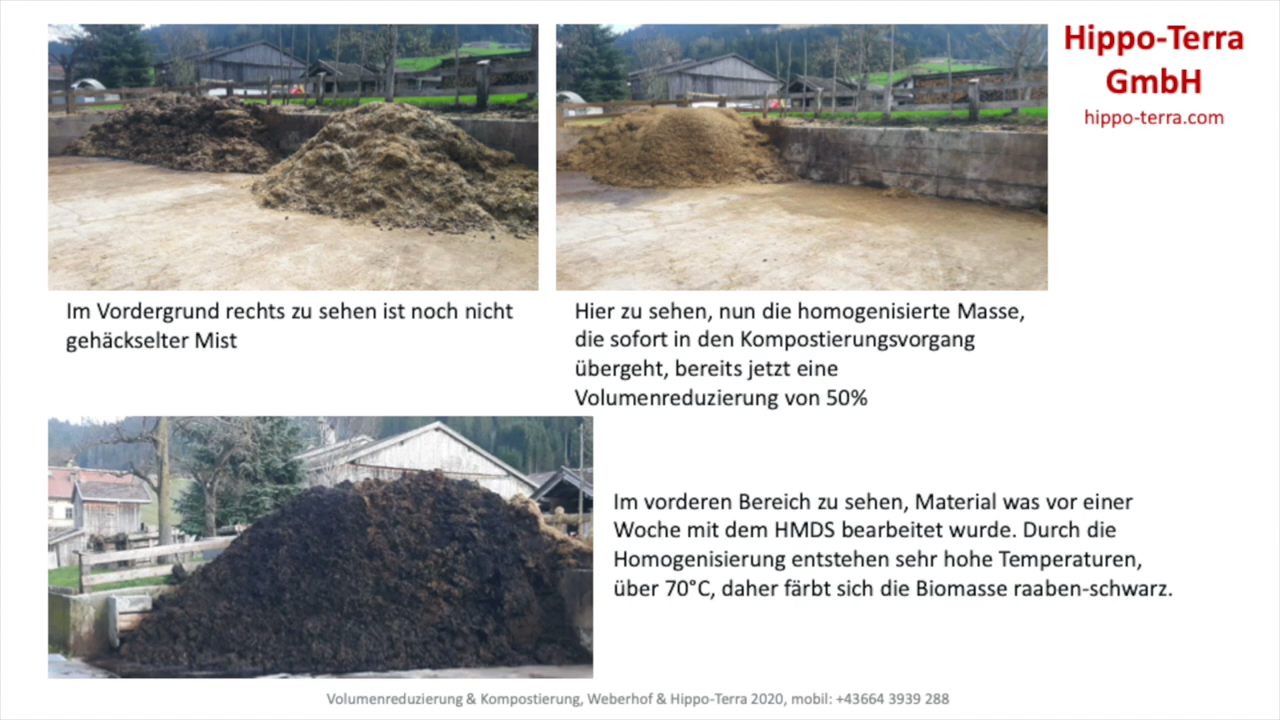 Hippo-Terra
GmbH
hippo-terra.com
Im Vordergrund rechts zu sehen ist noch nicht
gehäckselter Mist
Hier zu sehen, nun die homogenisierte Masse,
die sofort in den Kompostierungsvorgang
übergeht, bereits jetzt eine
Volumenreduzierung von 50%
Im vorderen Bereich zu sehen, Material was vor einer
Woche mit dem HMDS bearbeitet wurde. Durch die
Homogenisierung entstehen sehr hohe Temperaturen,
über 70°C, daher färbt sich die Biomasse raaben-schwarz.
Volumenreduzierung & Kompostierung, Weberhof & Hippo-Terra 2020, mobil: +43664 3939 288